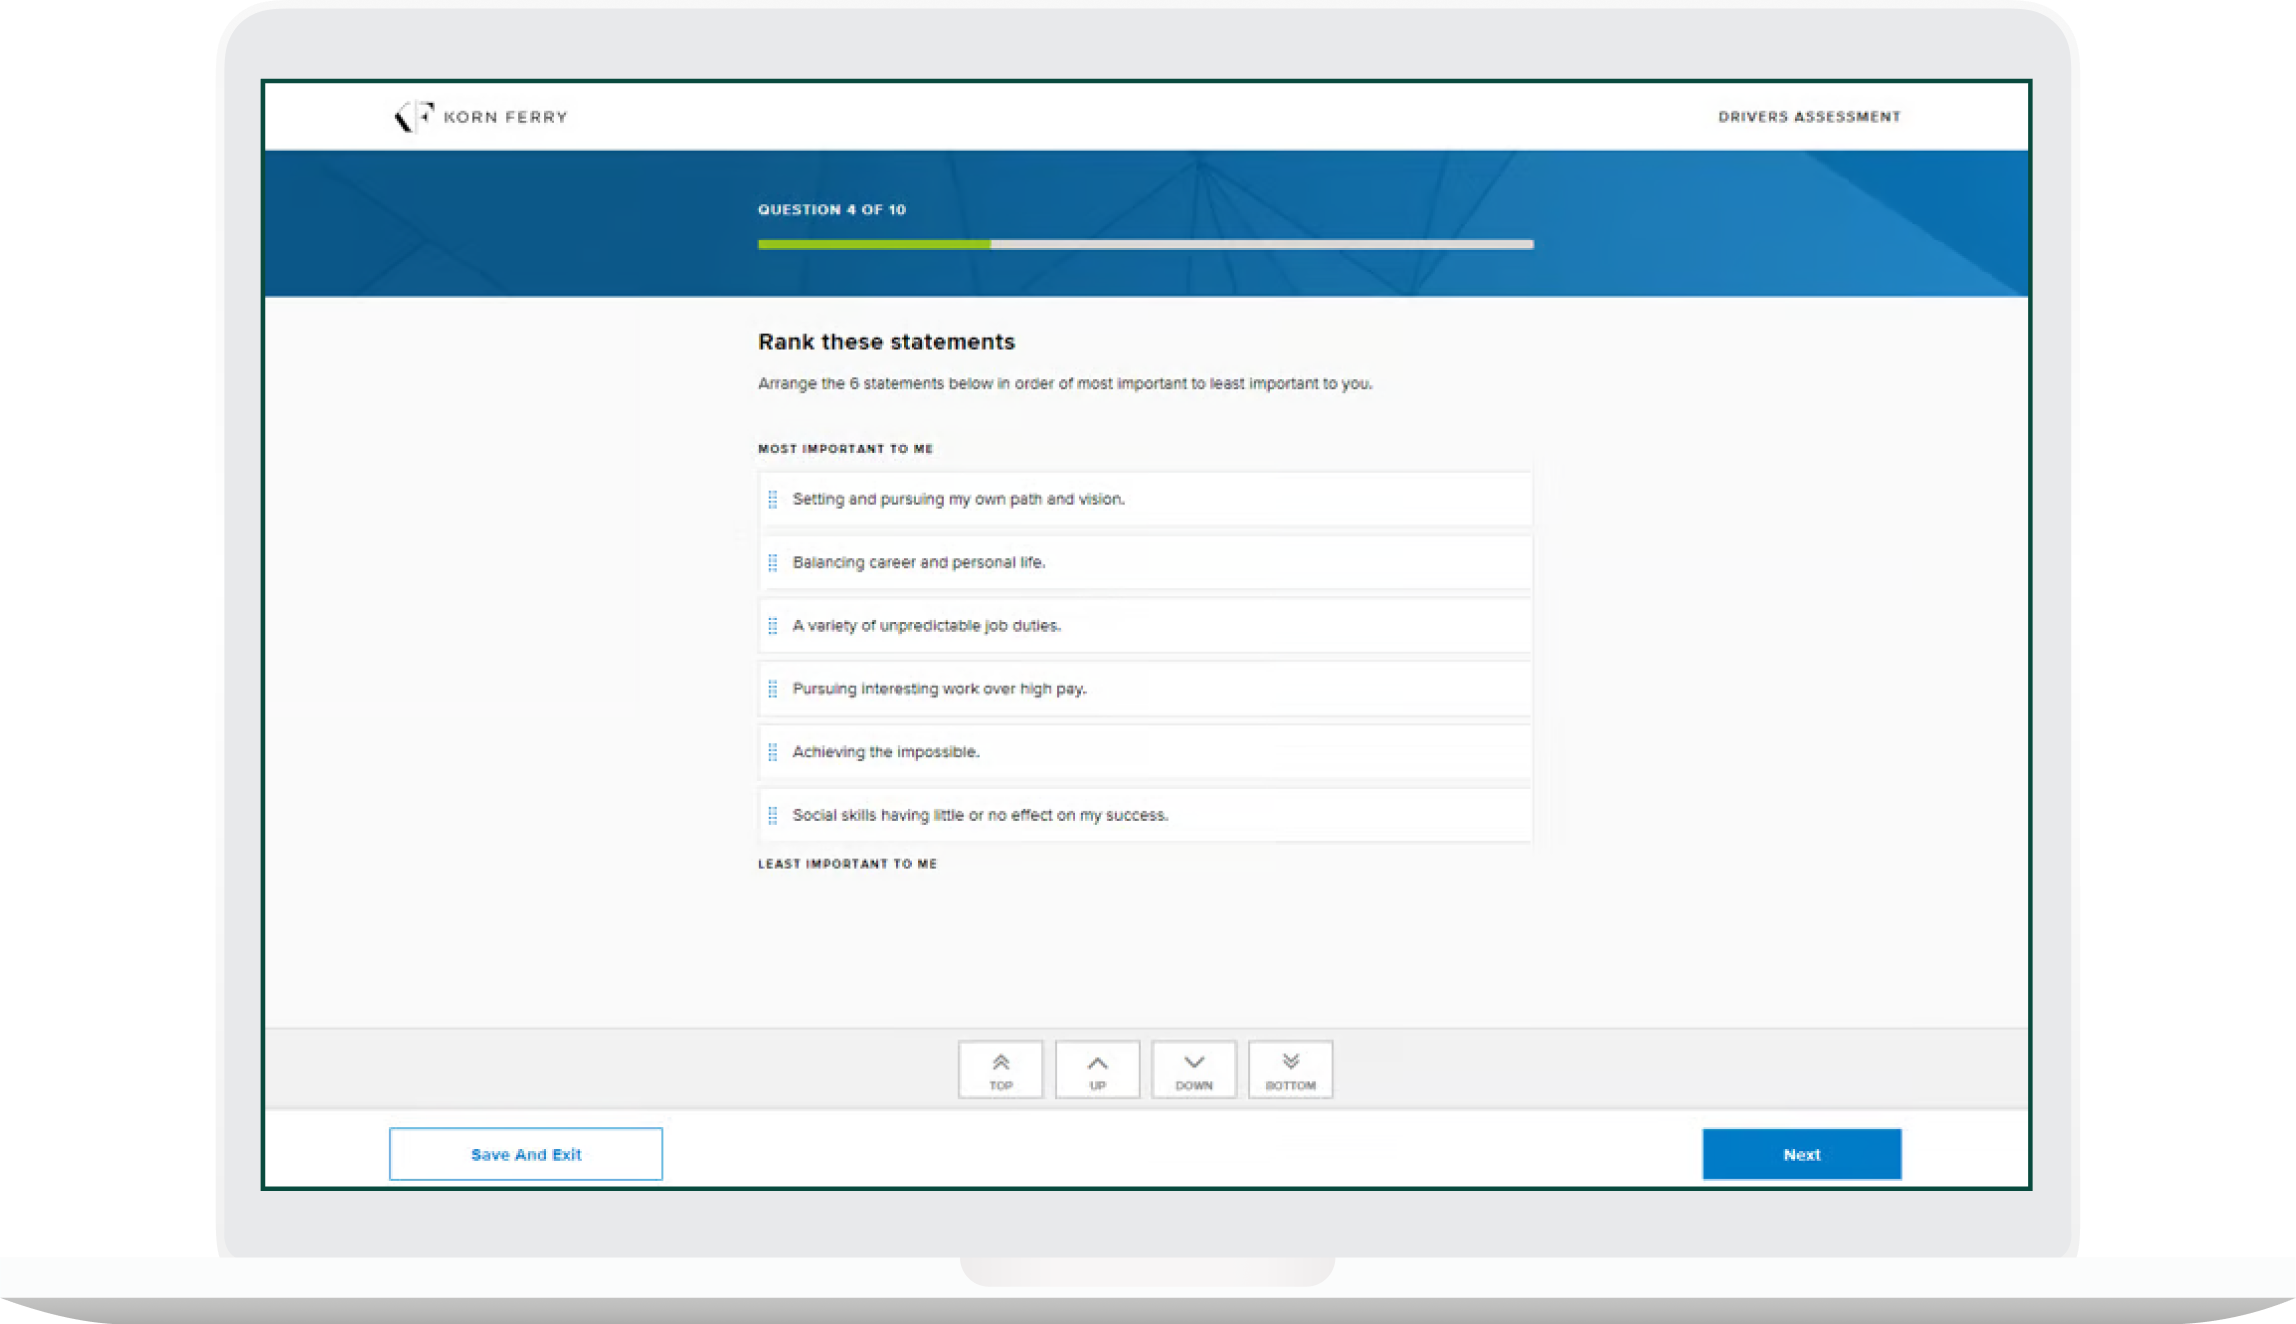 KORN FERRY
DRIVERS ASSESSMENT
QUESTION 4 OF 10
Rank these statements
Arrange the 6 statements below in order of most important to least important to you.
MOST IMPORTANT TO ME
Setting and pursuing my own path and vision.
Balancing career and personal life.
A variety of unpredictable job duties.
Pursuing interesting work over high pay.
Achieving the impossible.
Social skills having little or no effect on my success.
LEAST IMPORTANT TO ME
TOP
UP
DOWN
BOTTOM
Save And Exit
Next